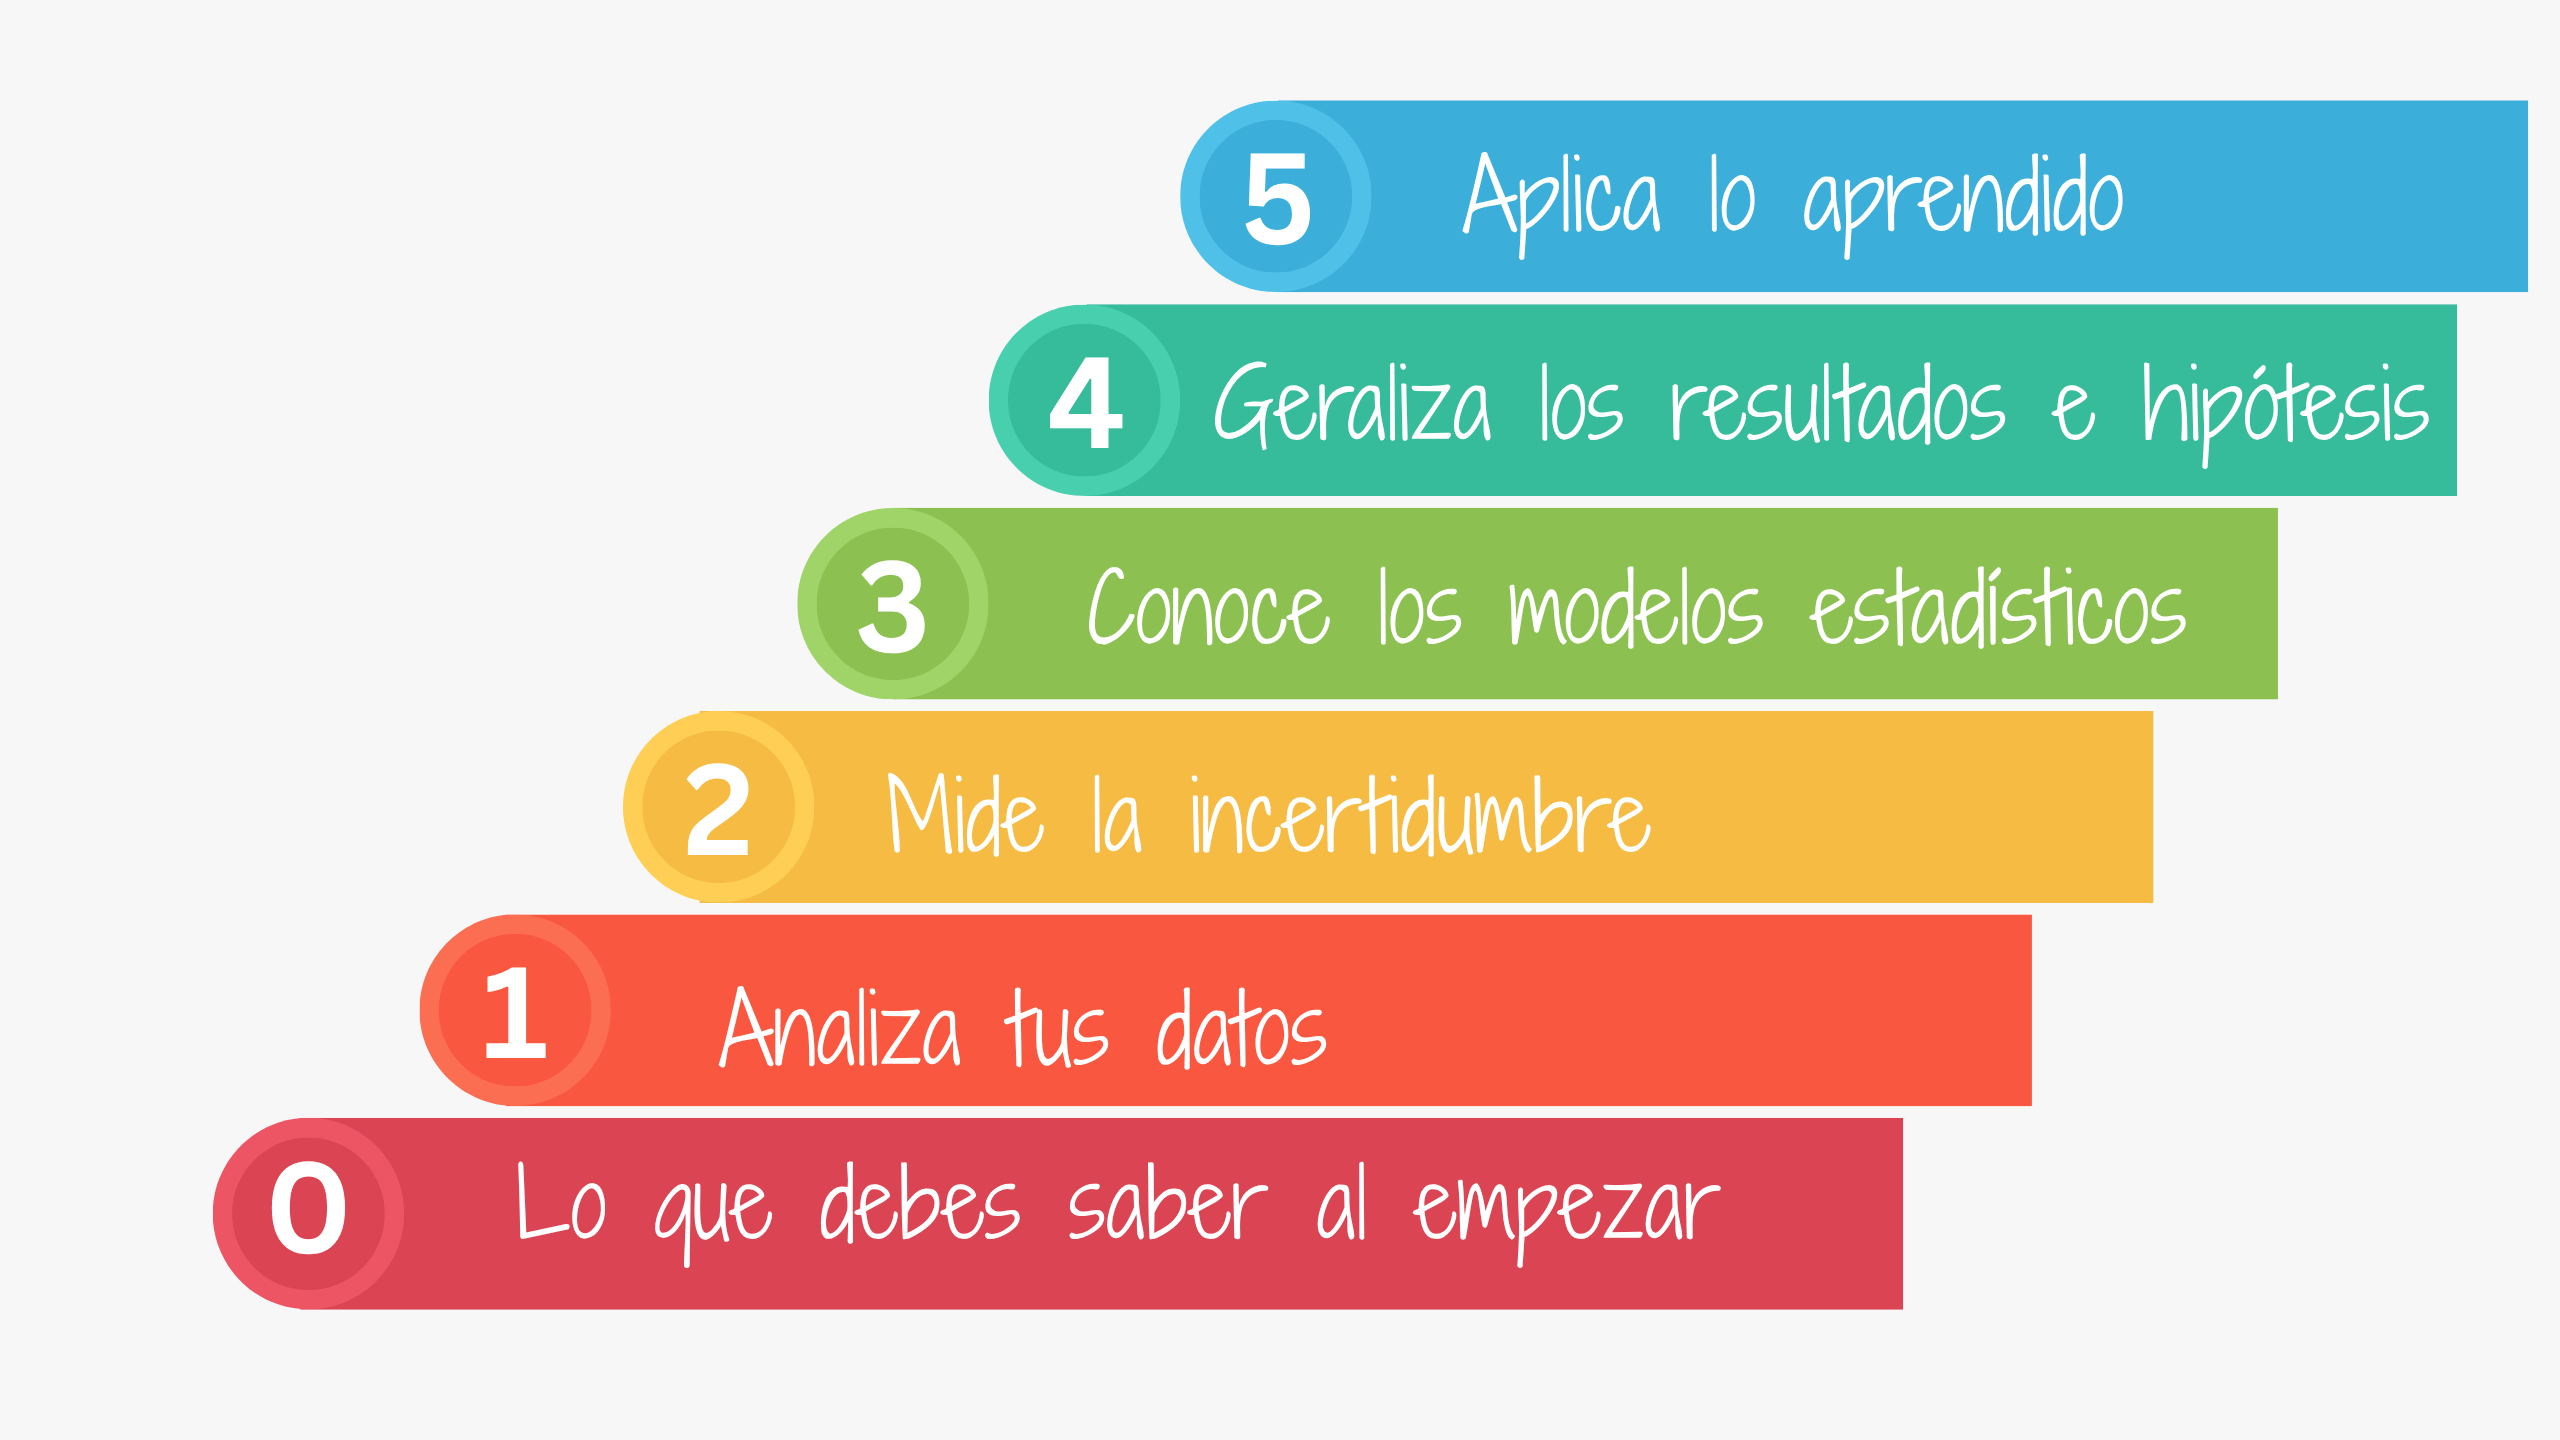 5 Aplica lo aprendido
4 Geraliza los resultados e hipótesis
3 Conoce los modelos estadísticos
2 Mide la incertidumbre
1 Analiza tus datos
0 Lo que debes saber al empezar